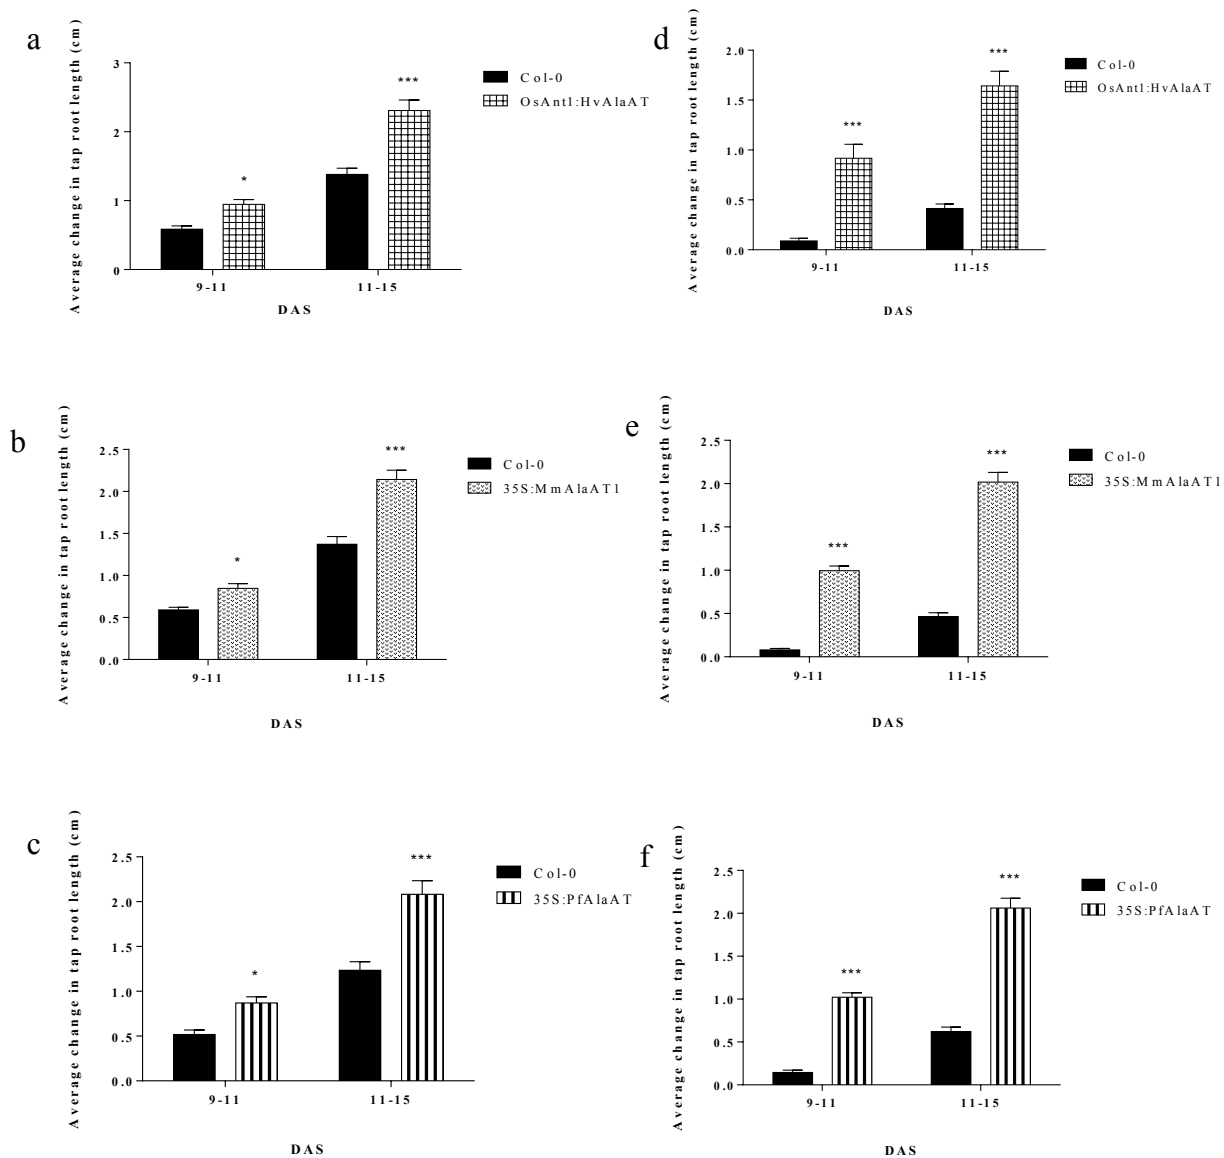 a
Average change in tap root length (cm)
3
2
1
0
*
***
9-11
11-15
DAS
Col-0
OsAnt1:HvAlaAT
d
Average change in tap root length (cm)
2.0
1.5
1.0
0.5
0.0
***
***
9-11
11-15
DAS
Col-0
OsAnt1:HvAlaAT
b
Average change in tap root length (cm)
2.5
2.0
1.5
1.0
0.5
0.0
*
***
9-11
11-15
DAS
Col-0
35S:MmAlaAT1
e
Average change in tap root length (cm)
2.5
2.0
1.5
1.0
0.5
0.0
***
***
9-11
11-15
DAS
Col-0
35S:MmAlaAT1
c
Average change in tap root length (cm)
2.5
2.0
1.5
1.0
0.5
0.0
*
***
9-11
11-15
DAS
Col-0
35S:PfAlaAT
f
Average change in tap root length (cm)
2.5
2.0
1.5
1.0
0.5
0.0
***
***
9-11
11-15
DAS
Col-0
35S:PfAlaAT